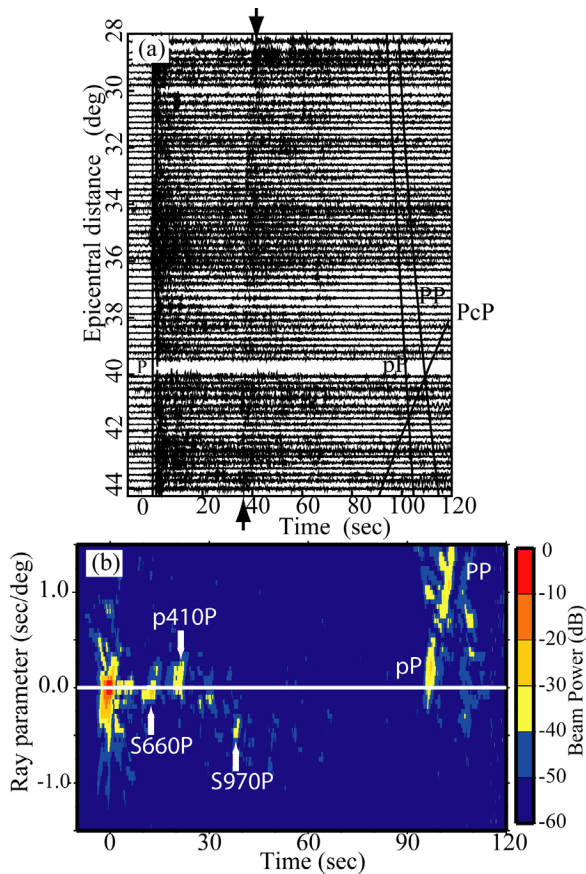 (a)
28
30
32
34
36
38
40
42
44
Epicentral distance (deg)
P
pP
PP
PcP
0 20 40 60 80 100 120
Time (sec)
(b)
1.0
0.0
-1.0
Ray parameter (sec/deg)
p410P
S660P
S970P
pP
PP
0 30 60 90 120
Time (sec)
0
-10
-20
-30
-40
-50
-60
Beam Power (dB)